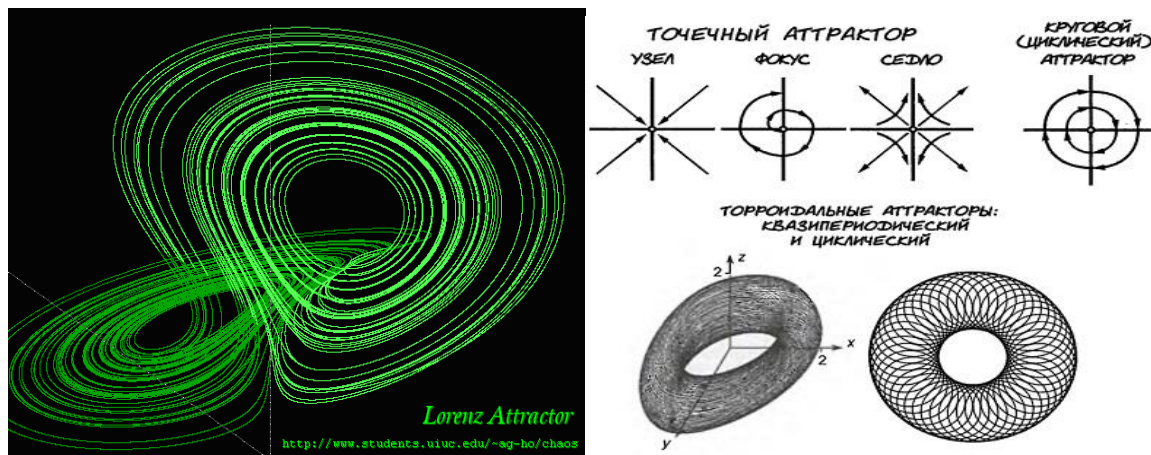 Lorenz Attractor
http://www.students.uiuc.edu/~ag-ho/chaos
ТОЧЕЧНЫЙ АТТРАКТОР
УЗЕЛ
ФОКУС
СЕДЛО
КРУГОВОЙ
(ЦИКЛИЧЕСКИЙ)
АТТРАКТОР
ТОРРОИДАЛЬНЫЕ АТТРАКТОРЫ:
КВАЗИПЕРИОДИЧЕСКИЙ
И ЦИКЛИЧЕСКИЙ
z
2
x
2
y